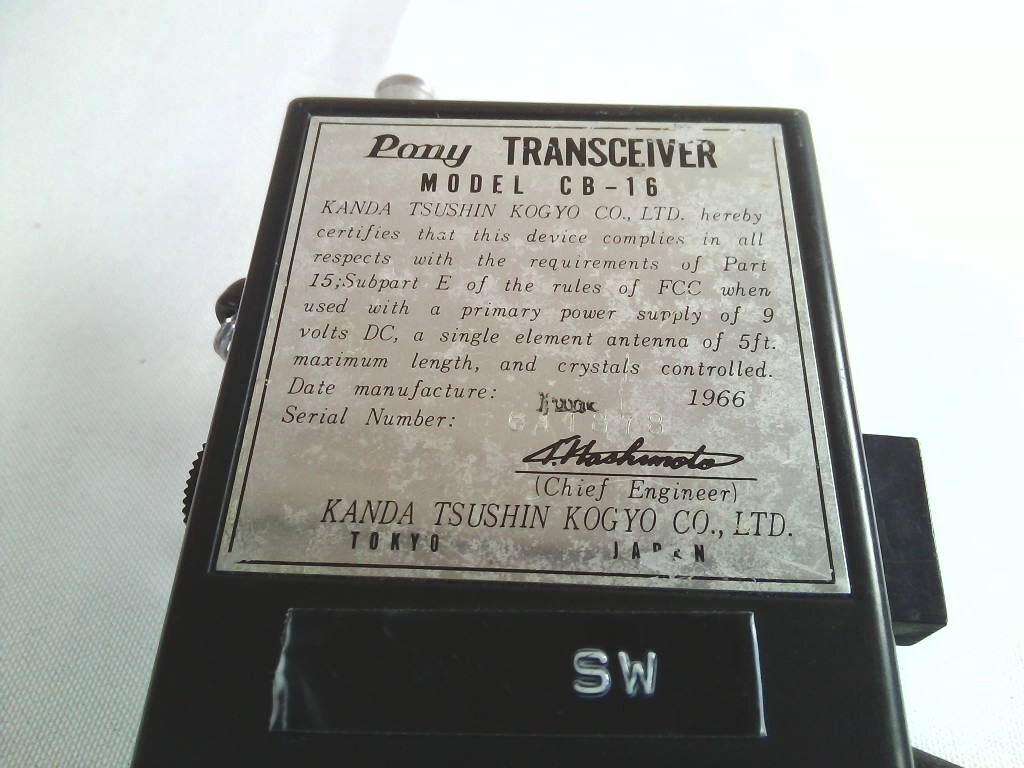 Pony TRANSCEIVER
MODEL CB-16
KANDA TSUSHIN KOGYO CO., LTD. hereby
certifies that this device complies in all
respects with the requirements of Part
15;Subpart E of the rules of FCC when
used with a primary power supply of 9
volts DC, a single element antenna of 5ft.
maximum length, and crystals controlled.
Date manufacture: 1966
Serial Number:
T. Hashimoto
(Chief Engineer)
KANDA TSUSHIN KOGYO CO., LTD.
TOKYO JAPAN
SW